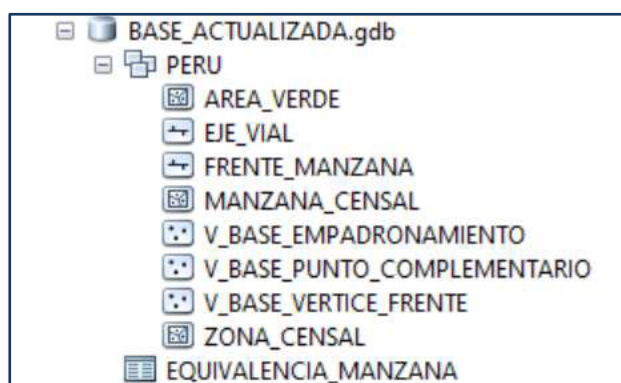 BASE_ACTUALIZADA.gdb
PERU
AREA_VERDE
EJE_VIAL
FRENTE_MANZANA
MANZANA_CENSAL
V_BASE_EMPADRONAMIENTO
V_BASE_PUNTO_COMPLEMENTARIO
V_BASE_VERTICE_FRENTE
ZONA_CENSAL
EQUIVALENCIA_MANZANA